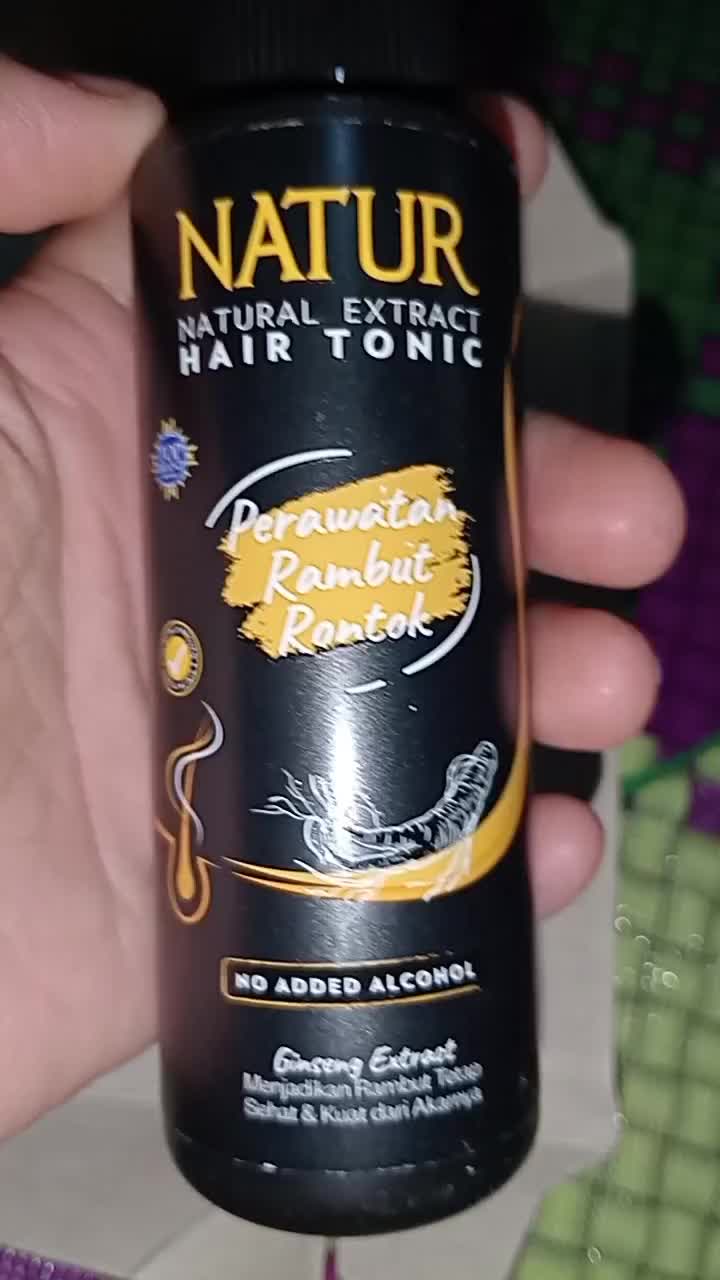 NATUR
NATURAL EXTRACT
HAIR TONIC
Perawatan
Rambut
Rontok
NO ADDED ALCOHOL
Ginseng Extract
Menjadikan Rambut Tetap
Sehat & Kuat dari Akarnya